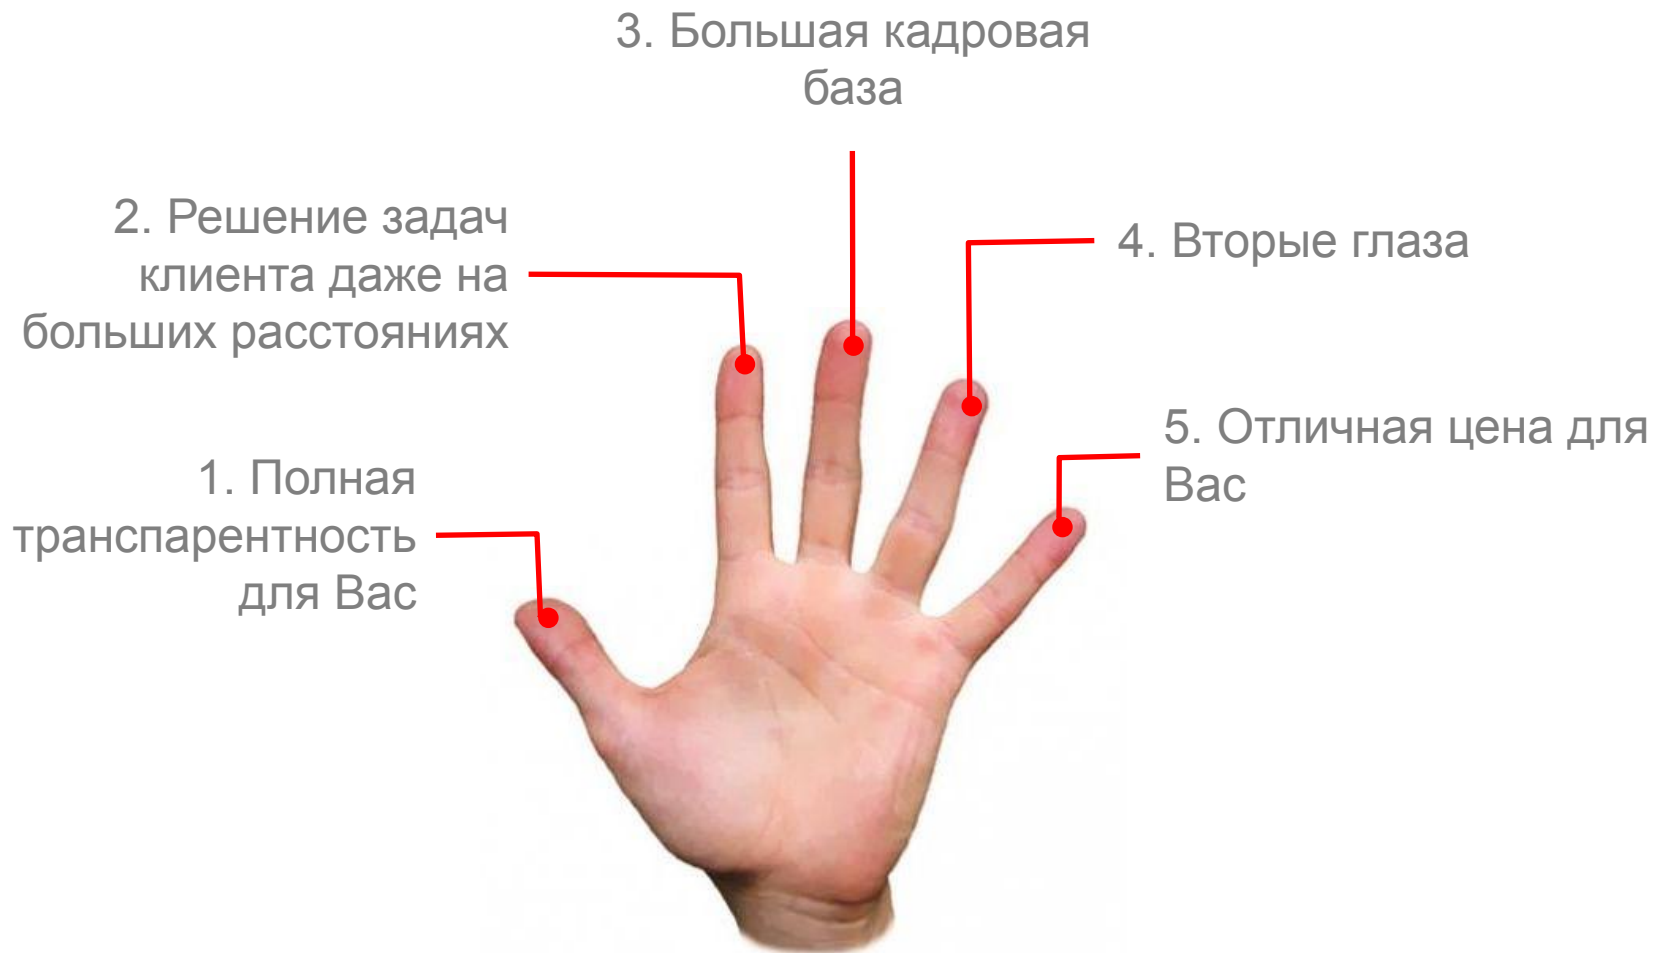 3. Большая кадровая
база
2. Решение задач
клиента даже на
больших расстояниях
4. Вторые глаза
5. Отличная цена для
Вас
1. Полная
транспарентность
для Вас